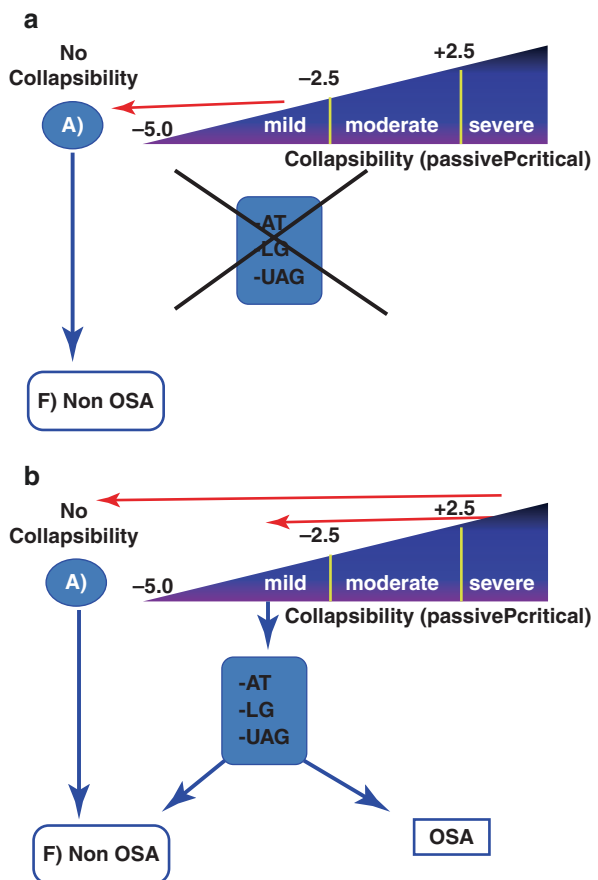 a
No
Collapsibility
A)
–5.0
–2.5
+2.5
mild
moderate
severe
Collapsibility (passivePcritical)
-AT
-LG
-UAG
F) Non OSA
b
No
Collapsibility
A)
–5.0
–2.5
+2.5
mild
moderate
severe
Collapsibility (passivePcritical)
-AT
-LG
-UAG
F) Non OSA
OSA